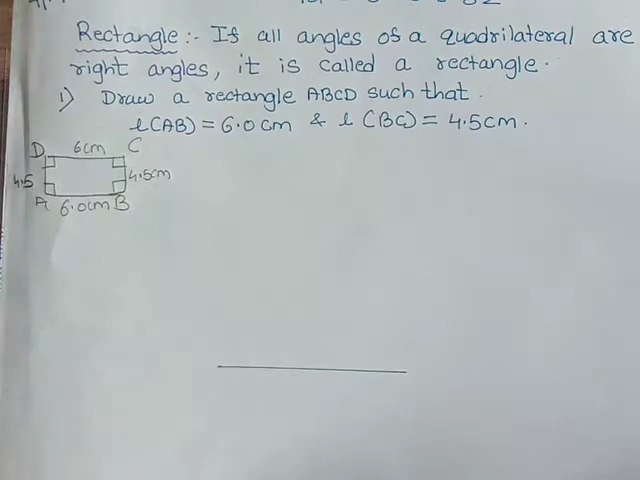 Rectangle :- If all angles of a quadrilateral are
right angles, it is called a rectangle.
1) Draw a rectangle ABCD such that
l(AB) = 6.0 cm & l(BC) = 4.5 cm.
D 6cm C
4.5 4.5cm
A 6.0cm B